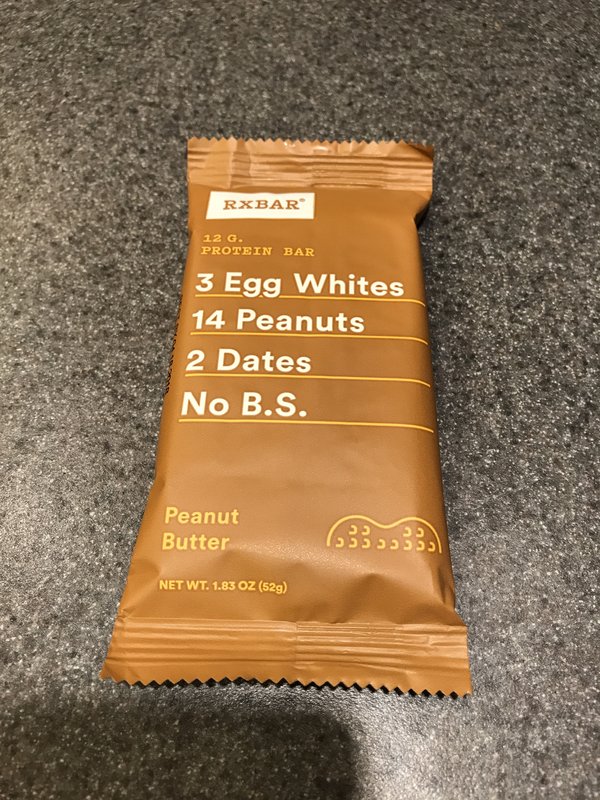 RXBAR®
12 G.
PROTEIN BAR
3 Egg Whites
14 Peanuts
2 Dates
No B.S.
Peanut
Butter
NET WT. 1.83 OZ (52g)